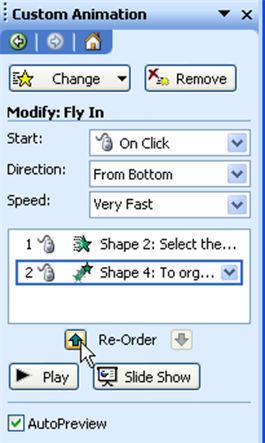 Custom Animation
Change Remove
Modify: Fly In
Start: On Click
Direction: From Bottom
Speed: Very Fast
1 Shape 2: Select the...
2 Shape 4: To org...
Re-Order
Play Slide Show
AutoPreview